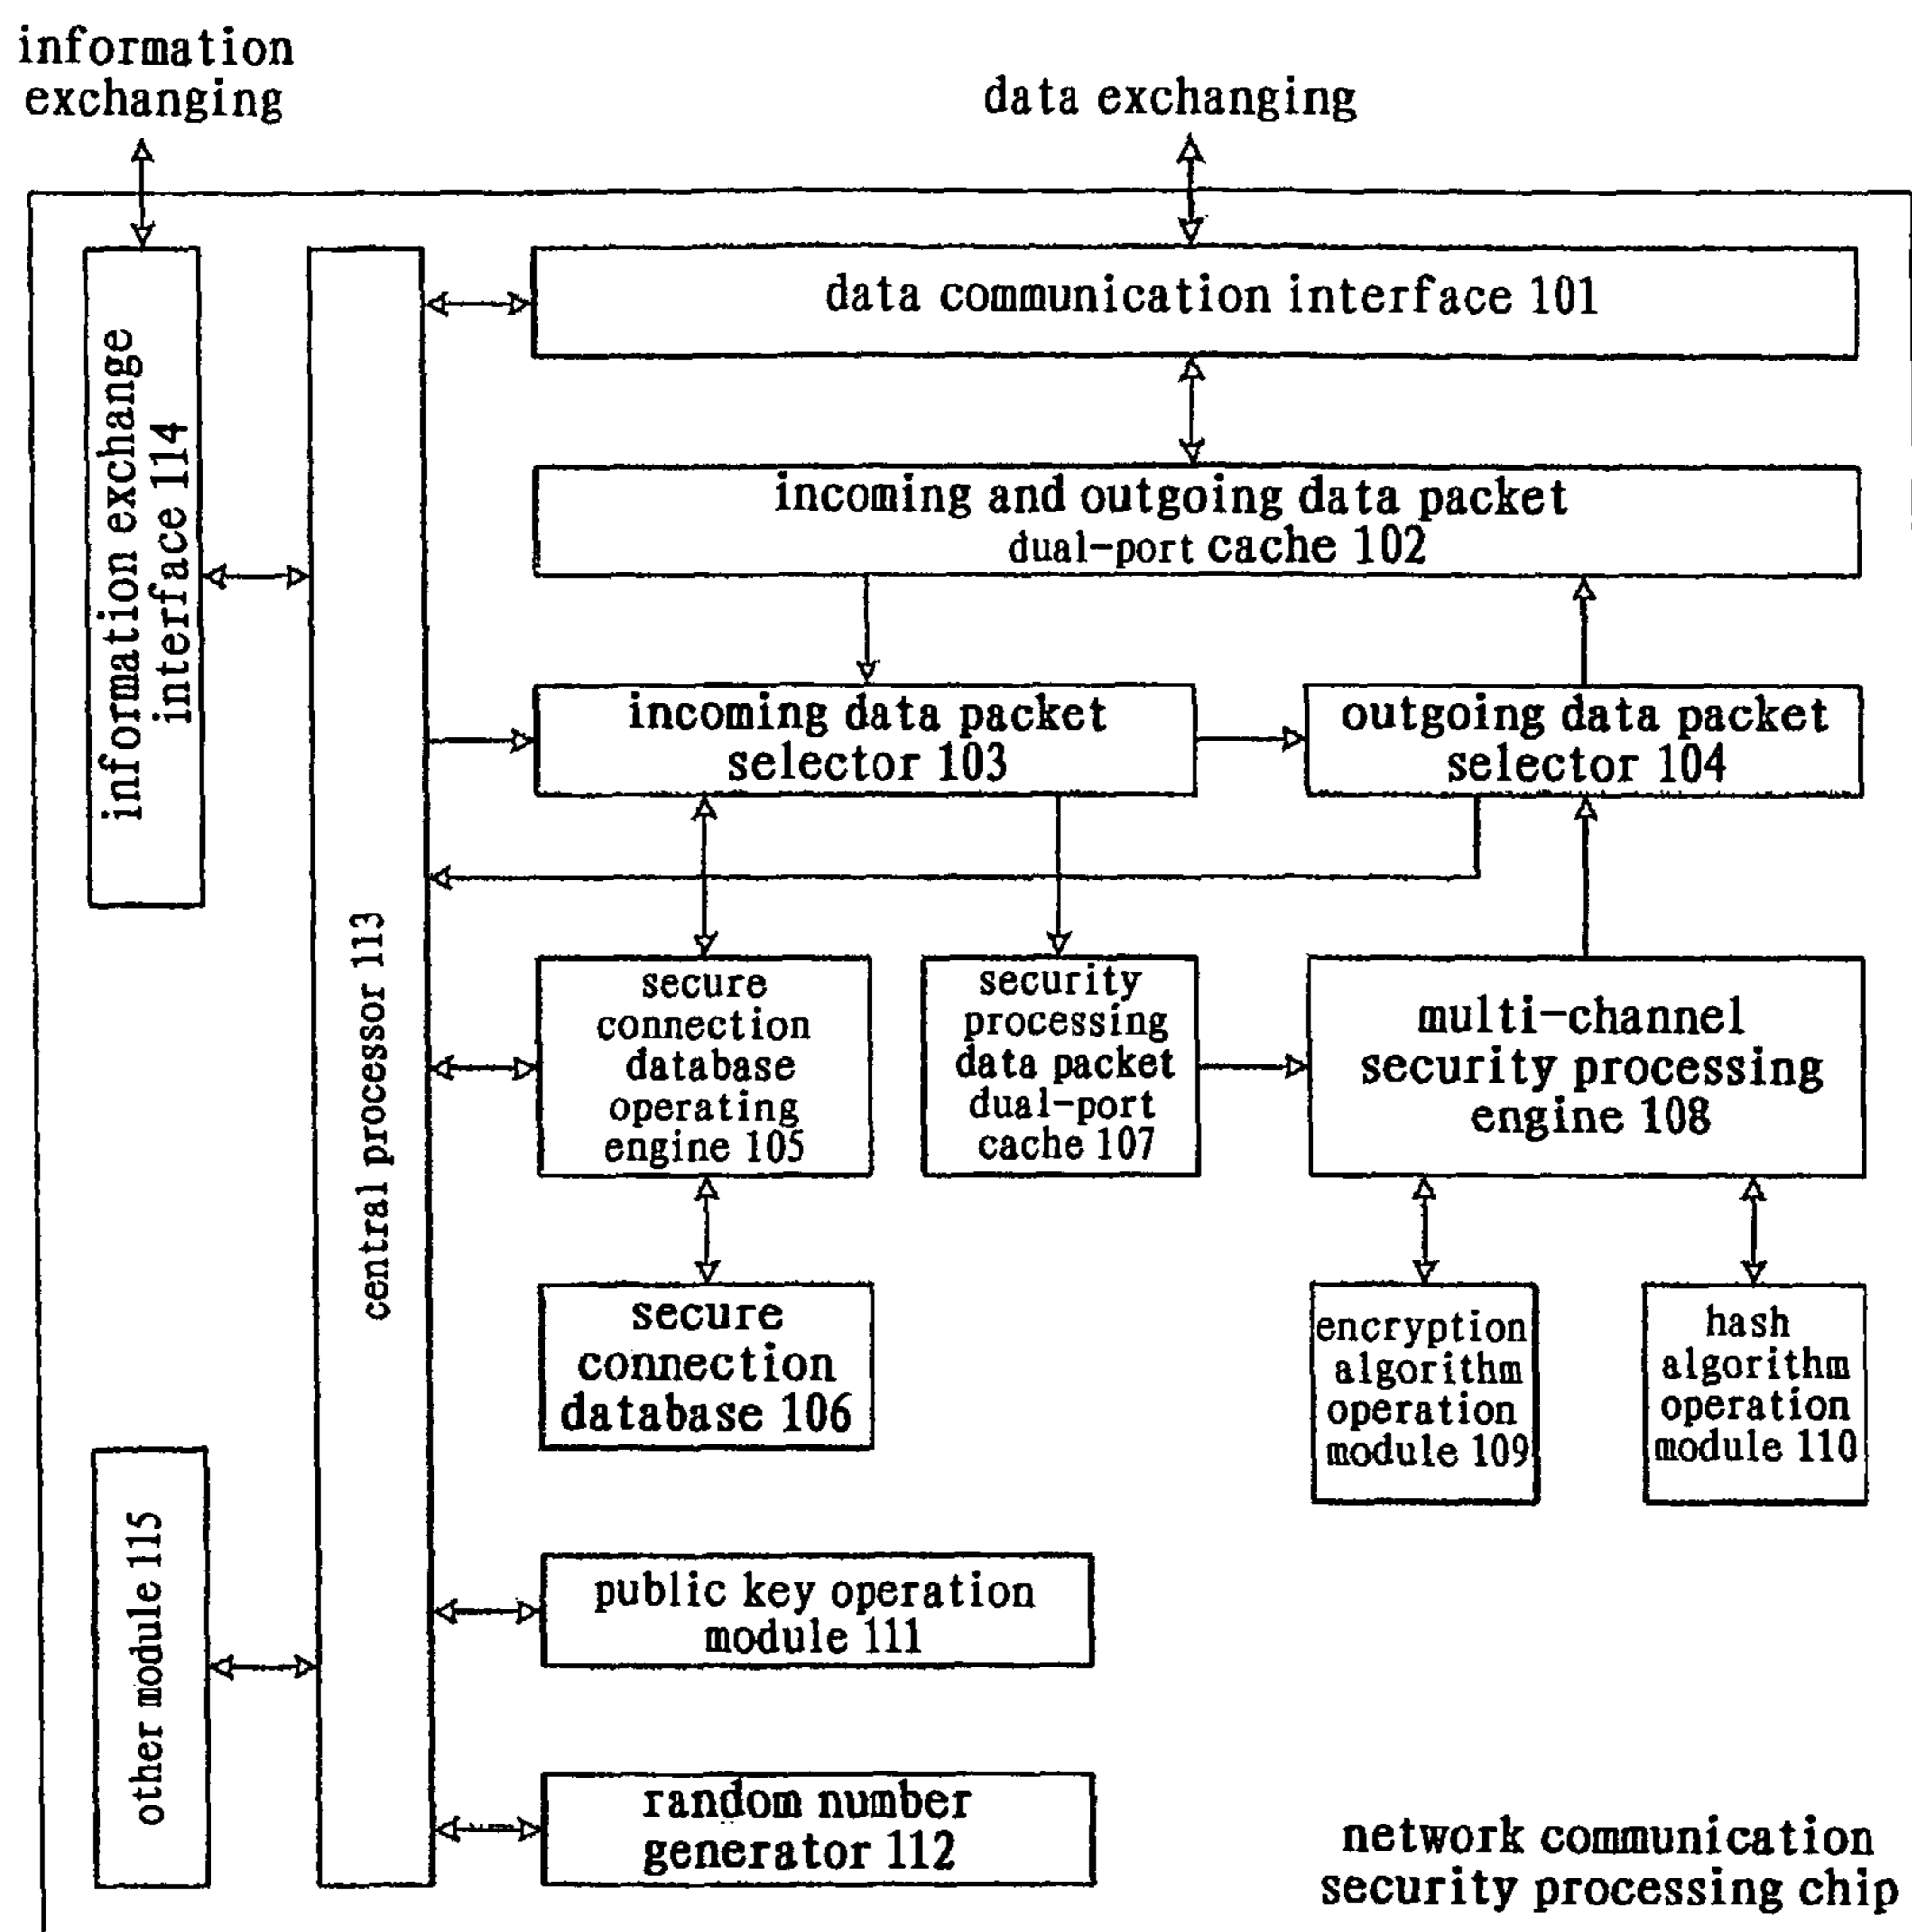 information
exchanging
data exchanging
data communication interface 101
information exchange
interface 114
incoming and outgoing data packet
dual-port cache 102
incoming data packet
selector 103
outgoing data packet
selector 104
central processor 113
secure
connection
database
operating
engine 105
security
processing
data packet
dual-port
cache 107
multi-channel
security processing
engine 108
secure
connection
database 106
encryption
algorithm
operation
module 109
hash
algorithm
operation
module 110
other module 115
public key operation
module 111
random number
generator 112
network communication
security processing chip